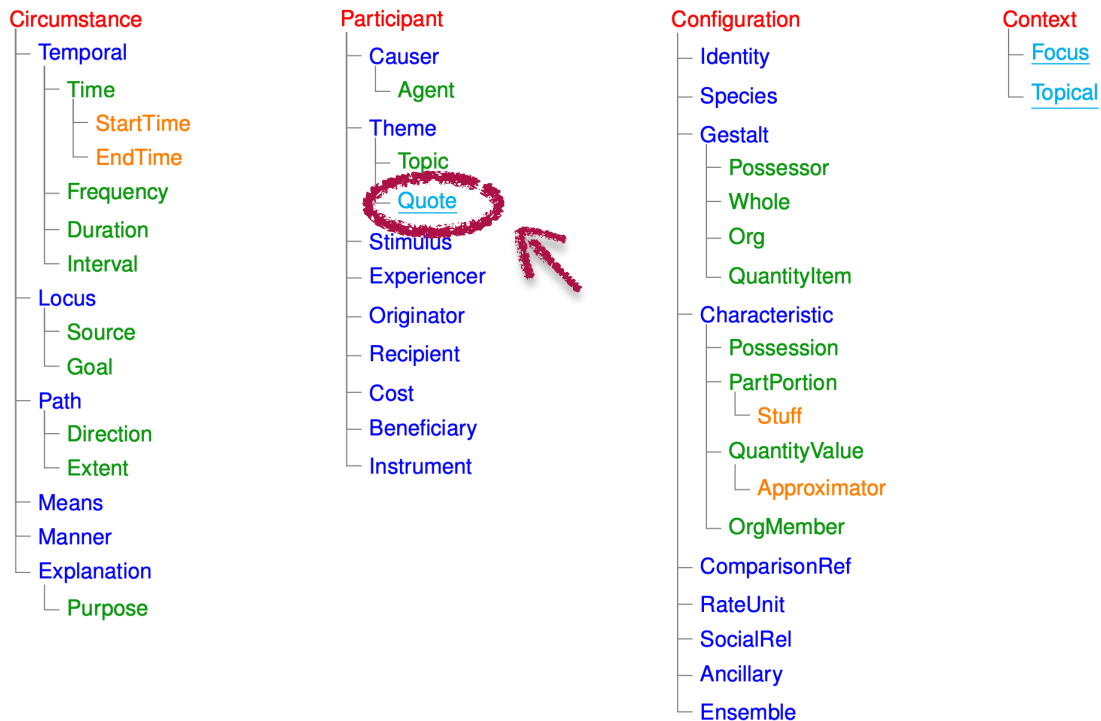 Circumstance
Temporal
Time
StartTime
EndTime
Frequency
Duration
Interval
Locus
Source
Goal
Path
Direction
Extent
Means
Manner
Explanation
Purpose
Participant
Causer
Agent
Theme
Topic
Quote
Stimulus
Experiencer
Originator
Recipient
Cost
Beneficiary
Instrument
Configuration
Identity
Species
Gestalt
Possessor
Whole
Org
QuantityItem
Characteristic
Possession
PartPortion
Stuff
QuantityValue
Approximator
OrgMember
ComparisonRef
RateUnit
SocialRel
Ancillary
Ensemble
Context
Focus
Topical